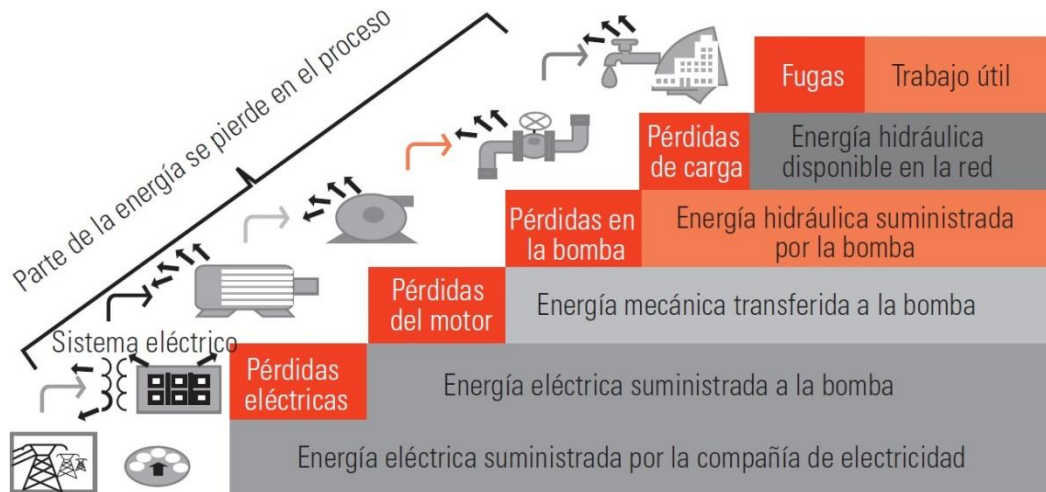 Parte de la energía se pierde en el proceso
Fugas
Trabajo útil
Pérdidas
de carga
Energía hidráulica
disponible en la red
Pérdidas en
la bomba
Energía hidráulica suministrada
por la bomba
Pérdidas
del motor
Energía mecánica transferida a la bomba
Sistema eléctrico
Pérdidas
eléctricas
Energía eléctrica suministrada a la bomba
Energía eléctrica suministrada por la compañía de electricidad